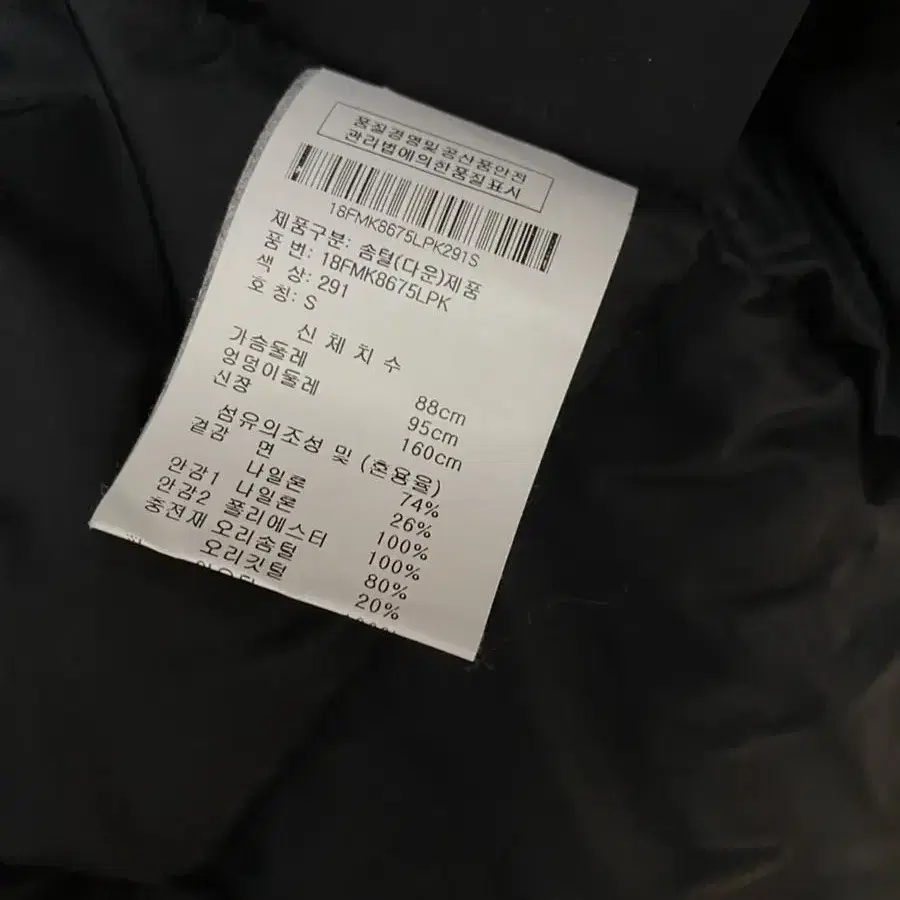 품질경영및공산품안전
관리법에의한품질표시
18FMK8675LPK291S
제품구분: 솜털(다운)제품
품 번: 18FMK8675LPK
색 상: 291
호 칭: S
신 체 치 수
가슴둘레 88cm
엉덩이둘레 95cm
신장 160cm
섬유의조성 및 (혼용율)
겉감 면 74%
나일론 26%
안감1 나일론 100%
안감2 폴리에스터 100%
충전재 오리솜털 80%
오리깃털 20%